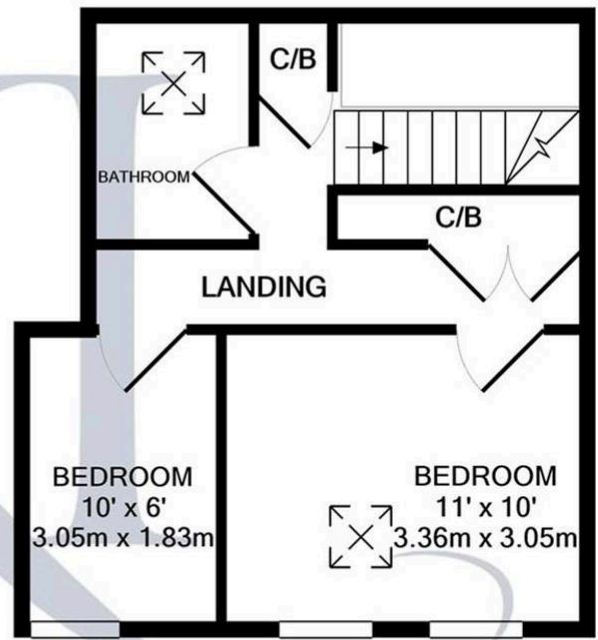 C/B
BATHROOM
C/B
LANDING
BEDROOM
10' x 6'
3.05m x 1.83m
BEDROOM
11' x 10'
3.36m x 3.05m